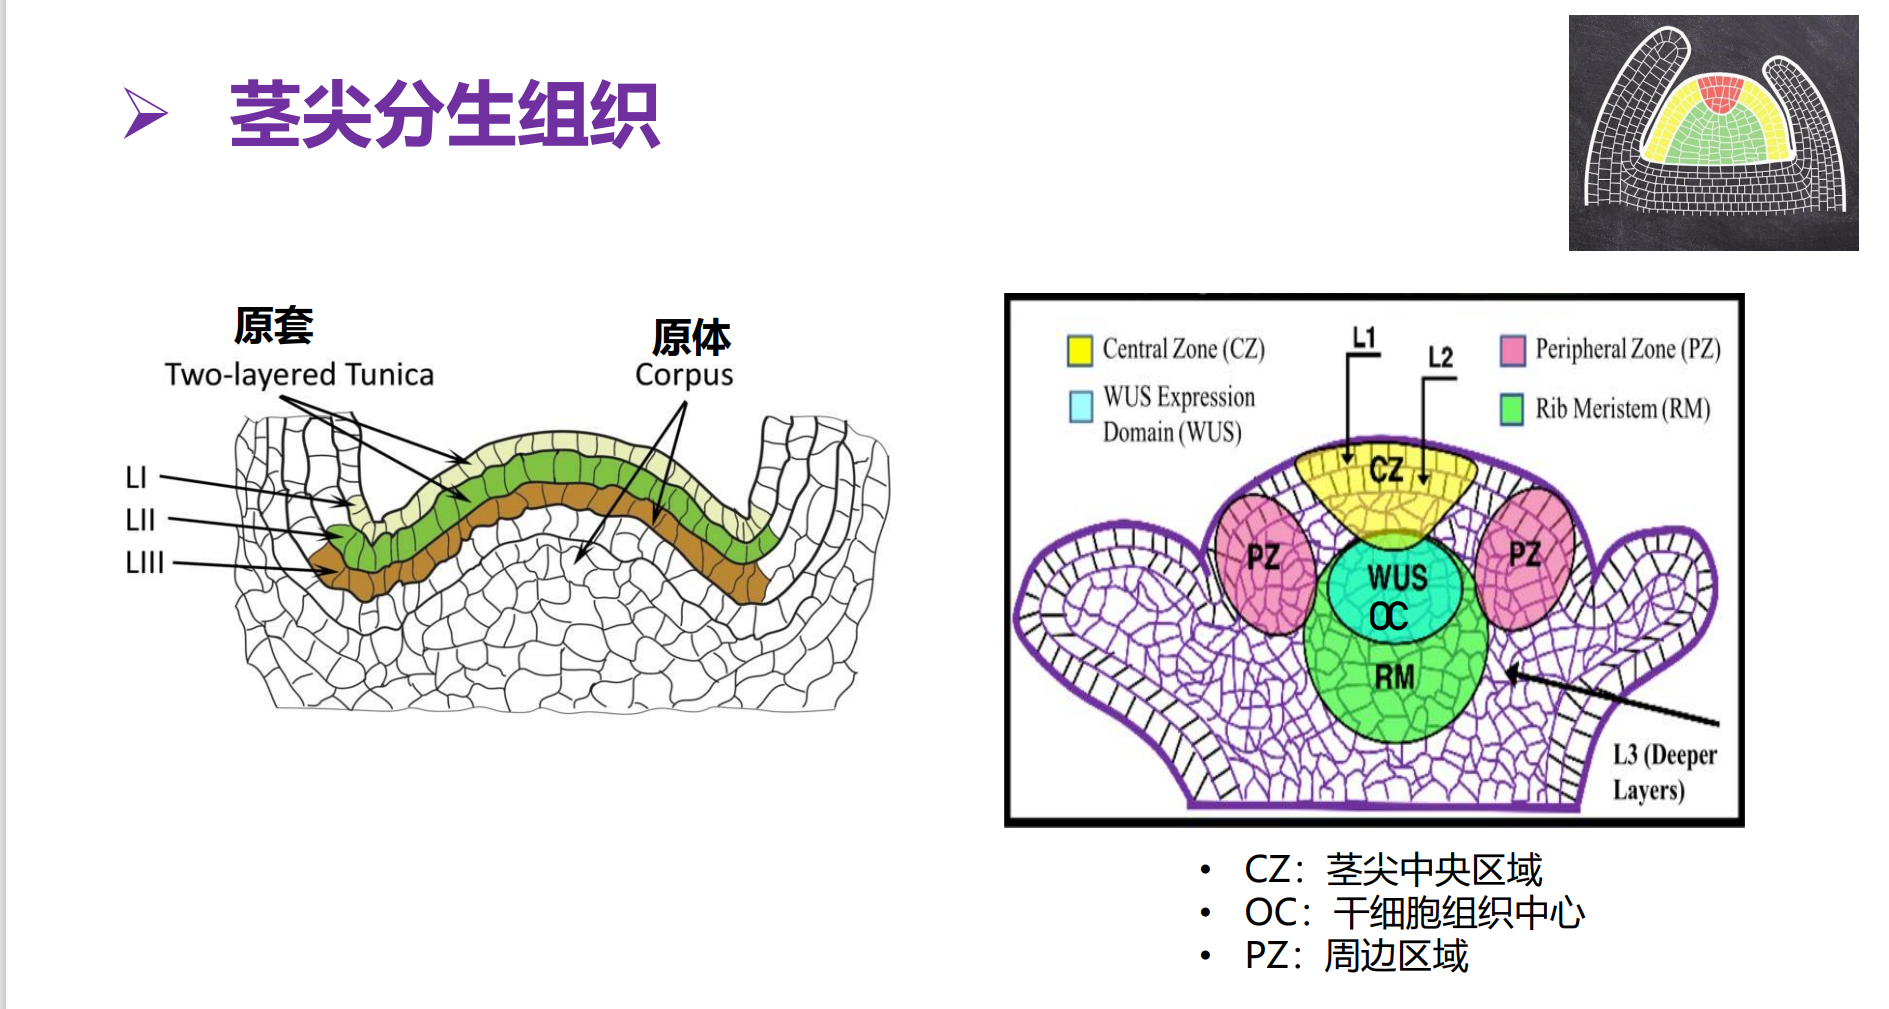 茎尖分生组织
原套
Two-layered Tunica
原体
Corpus
LI
LII
LIII
Central Zone (CZ)
WUS Expression
Domain (WUS)
L1
L2
Peripheral Zone (PZ)
Rib Meristem (RM)
CZ
PZ
PZ
WUS
OC
RM
L3 (Deeper
Layers)
• CZ：茎尖中央区域
• OC：干细胞组织中心
• PZ：周边区域